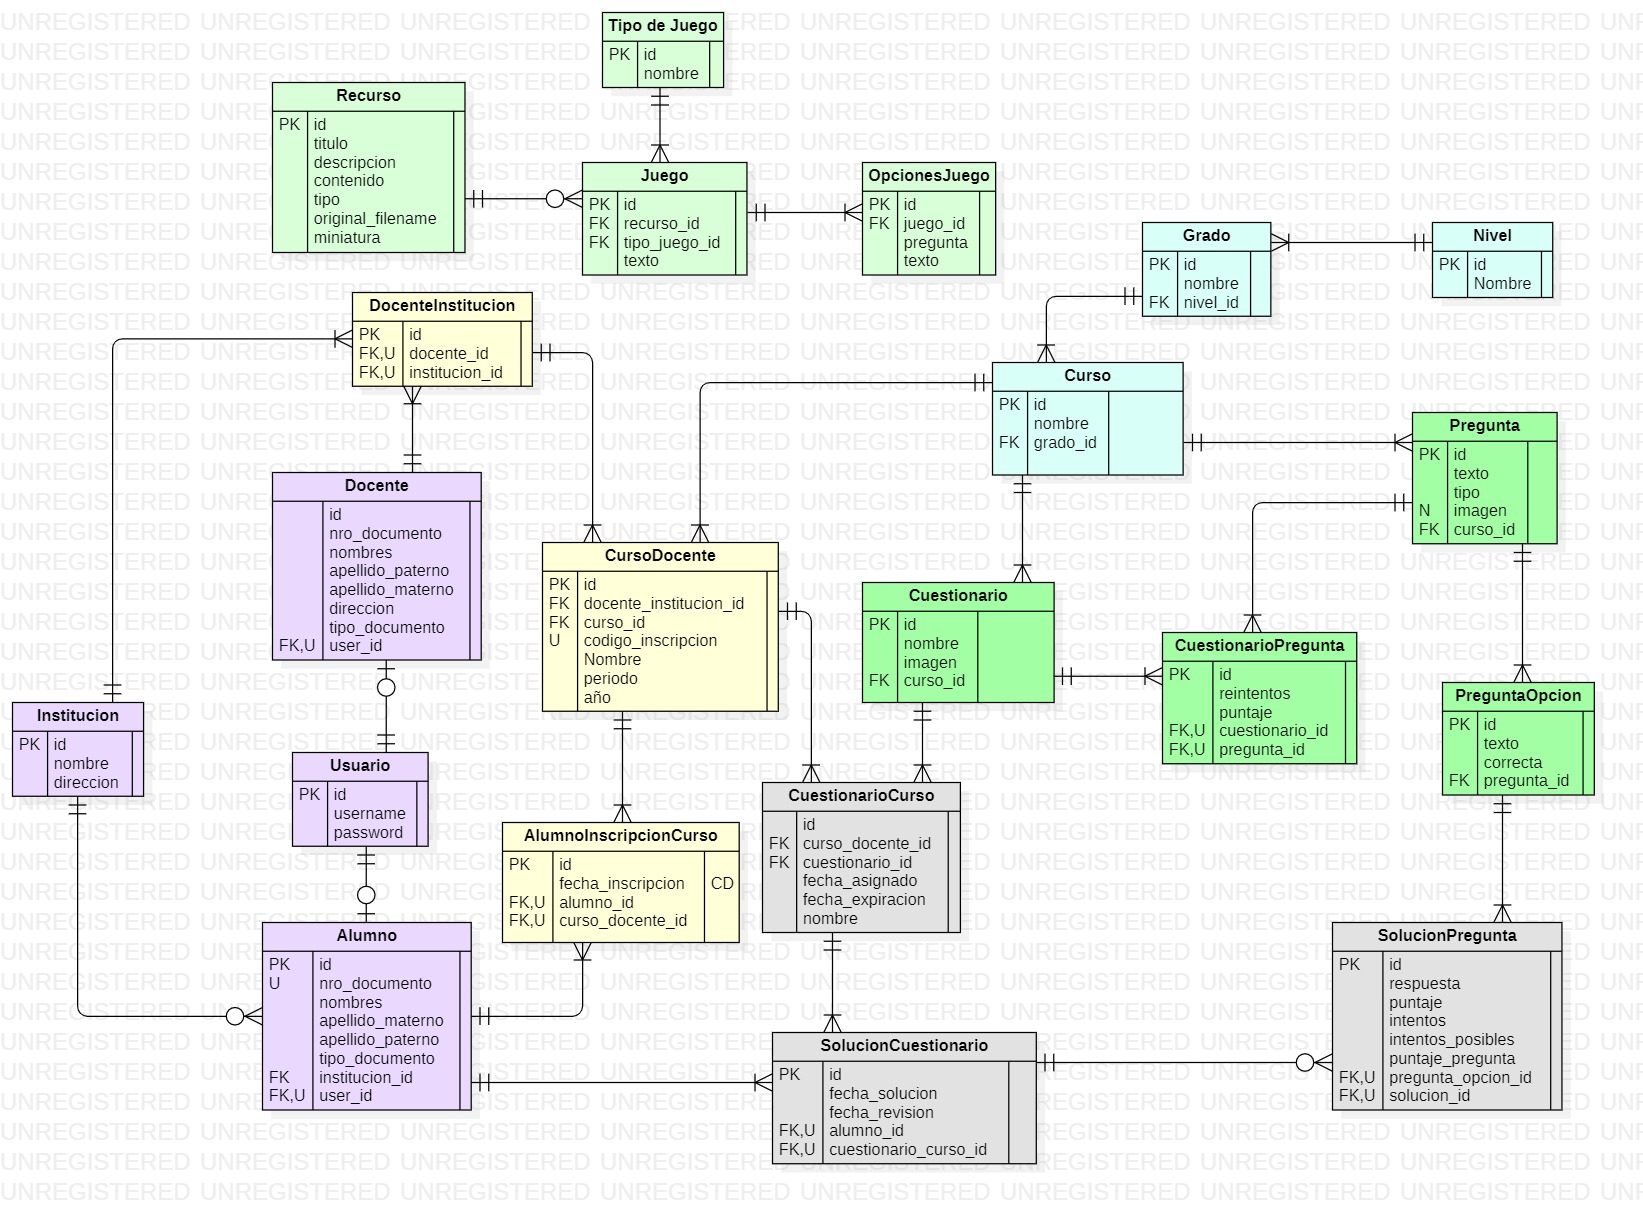 Tipo de Juego
PK id
nombre
Recurso
PK id
titulo
descripcion
contenido
tipo
original_filename
miniatura
Juego
PK id
FK recurso_id
FK tipo_juego_id
texto
OpcionesJuego
PK id
FK juego_id
pregunta
texto
Grado
PK id
nombre
FK nivel_id
Nivel
PK id
Nombre
DocenteInstitucion
PK id
FK,U docente_id
FK,U institucion_id
Curso
PK id
nombre
FK grado_id
Pregunta
PK id
texto
tipo
N imagen
FK curso_id
Docente
id
nro_documento
nombres
apellido_paterno
apellido_materno
direccion
tipo_documento
FK,U user_id
CursoDocente
PK id
FK docente_institucion_id
FK curso_id
U codigo_inscripcion
Nombre
periodo
año
Cuestionario
PK id
nombre
imagen
FK curso_id
CuestionarioPregunta
PK id
reintentos
puntaje
FK,U cuestionario_id
FK,U pregunta_id
PreguntaOpcion
PK id
texto
correcta
FK pregunta_id
Institucion
PK id
nombre
direccion
Usuario
PK id
username
password
AlumnoInscripcionCurso
PK id
fecha_inscripcion CD
FK,U alumno_id
FK,U curso_docente_id
CuestionarioCurso
id
FK curso_docente_id
FK cuestionario_id
fecha_asignado
fecha_expiracion
nombre
Alumno
PK id
U nro_documento
nombres
apellido_materno
apellido_paterno
tipo_documento
FK institucion_id
FK,U user_id
SolucionCuestionario
PK id
fecha_solucion
fecha_revision
FK,U alumno_id
FK,U cuestionario_curso_id
SolucionPregunta
PK id
respuesta
puntaje
intentos
intentos_posibles
puntaje_pregunta
FK,U pregunta_opcion_id
FK,U solucion_id
UNREGISTERED